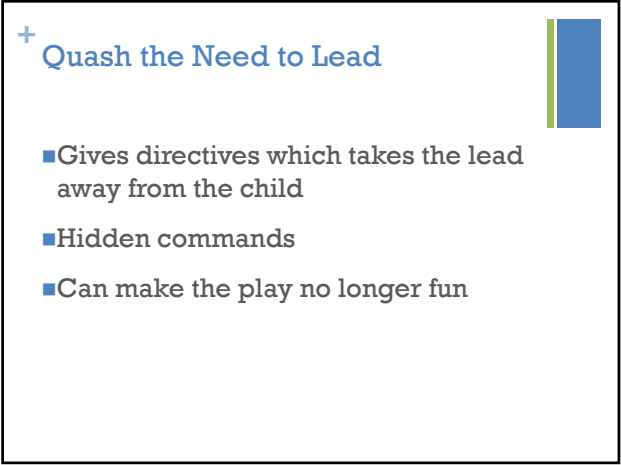 +
Quash the Need to Lead
■Gives directives which takes the lead
away from the child
■Hidden commands
■Can make the play no longer fun